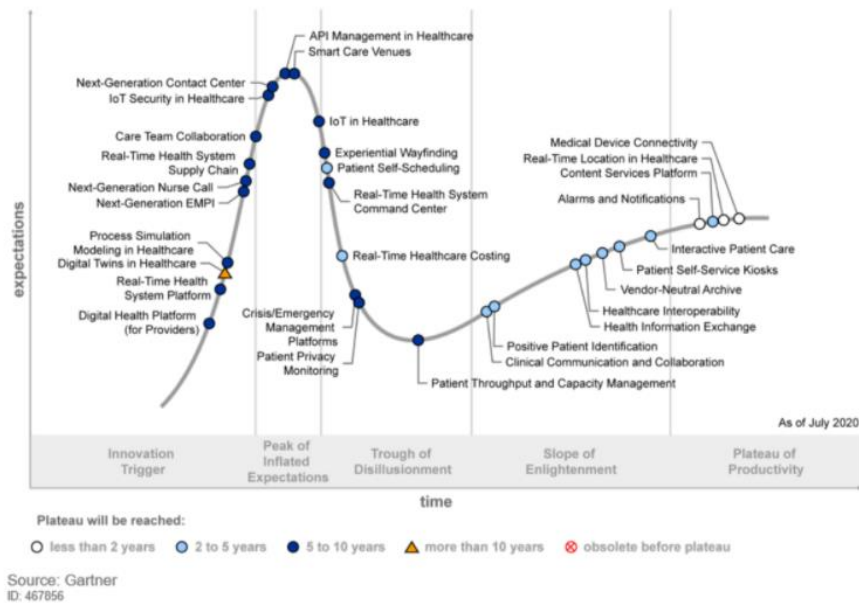 API Management in Healthcare
Smart Care Venues
Next-Generation Contact Center
IoT Security in Healthcare
Care Team Collaboration
Real-Time Health System
Supply Chain
Next-Generation Nurse Call
Next-Generation EMPI
Process Simulation
Modeling in Healthcare
Digital Twins in Healthcare
Real-Time Health
System Platform
Digital Health Platform
(for Providers)
IoT in Healthcare
Experiential Wayfinding
Patient Self-Scheduling
Real-Time Health System
Command Center
Real-Time Healthcare Costing
Crisis/Emergency
Management
Platforms
Patient Privacy
Monitoring
Patient Throughput and Capacity Management
Clinical Communication and Collaboration
Positive Patient Identification
Health Information Exchange
Healthcare Interoperability
Vendor-Neutral Archive
Patient Self-Service Kiosks
Interactive Patient Care
Alarms and Notifications
Content Services Platform
Real-Time Location in Healthcare
Medical Device Connectivity
As of July 2020
expectations
Innovation
Trigger
Peak of
Inflated
Expectations
Trough of
Disillusionment
Slope of
Enlightenment
Plateau of
Productivity
time
Plateau will be reached:
less than 2 years
2 to 5 years
5 to 10 years
more than 10 years
obsolete before plateau
Source: Gartner
ID: 467856